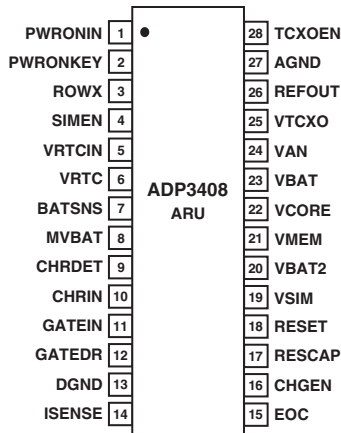 PWRONIN 1 28 TCXOEN
PWRONKEY 2 27 AGND
ROWX 3 26 REFOUT
SIMEN 4 25 VTCXO
VRTCIN 5 24 VAN
VRTC 6 23 VBAT
BATSNS 7 22 VCORE
MVBAT 8 21 VMEM
CHRDET 9 20 VBAT2
CHRIN 10 19 VSIM
GATEIN 11 18 RESET
GATEDR 12 17 RESCAP
DGND 13 16 CHGEN
ISENSE 14 15 EOC
ADP3408
ARU